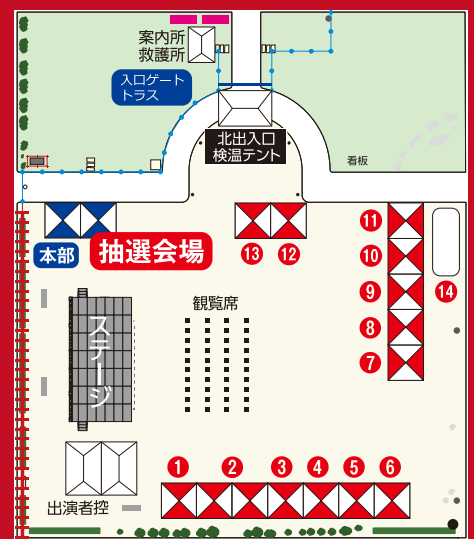 案内所
救護所
入口ゲート
トラス
北出入口
検温テント
看板
本部
抽選会場
13
12
11
10
9
8
7
14
観覧席
ステージ
出演者控
1
2
3
4
5
6